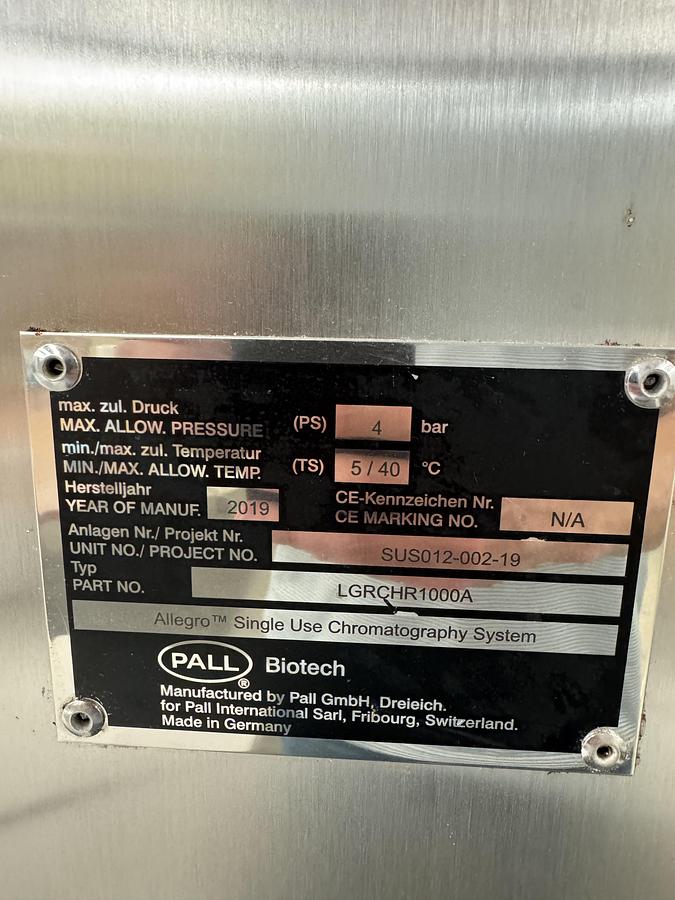 max. zul. Druck
MAX. ALLOW. PRESSURE (PS) 4 bar
min./max. zul. Temperatur
MIN./MAX. ALLOW. TEMP. (TS) 5 / 40 °C
Herstelljahr
YEAR OF MANUF. 2019
CE-Kennzeichen Nr.
CE MARKING NO. N/A
Anlagen Nr./ Projekt Nr.
UNIT NO./ PROJECT NO. SUS012-002-19
Typ
PART NO. LGRCHR1000A
Allegro™ Single Use Chromatography System
PALL® Biotech
Manufactured by Pall GmbH, Dreieich.
for Pall International Sarl, Fribourg, Switzerland.
Made in Germany